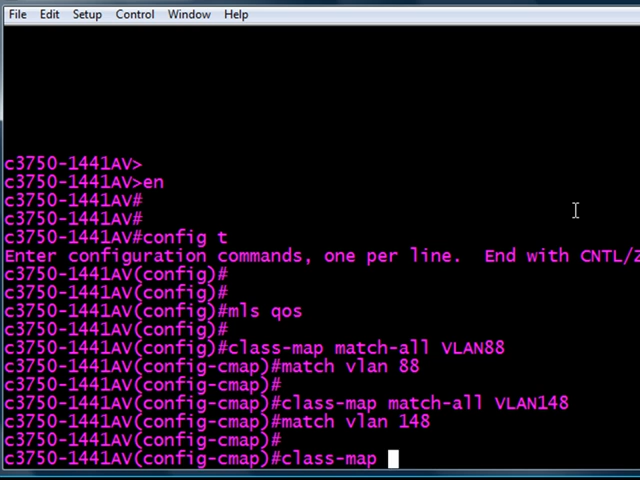 File Edit Setup Control Window Help
c3750-1441AV>
c3750-1441AV>en
c3750-1441AV#
c3750-1441AV#
c3750-1441AV#config t
Enter configuration commands, one per line.  End with CNTL/Z
c3750-1441AV(config)#
c3750-1441AV(config)#
c3750-1441AV(config)#mls qos
c3750-1441AV(config)#
c3750-1441AV(config)#class-map match-all VLAN88
c3750-1441AV(config-cmap)#match vlan 88
c3750-1441AV(config-cmap)#
c3750-1441AV(config-cmap)#class-map match-all VLAN148
c3750-1441AV(config-cmap)#match vlan 148
c3750-1441AV(config-cmap)#
c3750-1441AV(config-cmap)#class-map